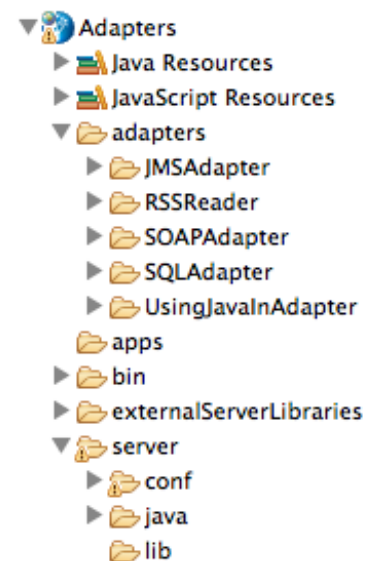 Adapters
Java Resources
JavaScript Resources
adapters
JMSAdapter
RSSReader
SOAPAdapter
SQLAdapter
UsingJavaInAdapter
apps
bin
externalServerLibraries
server
conf
java
lib